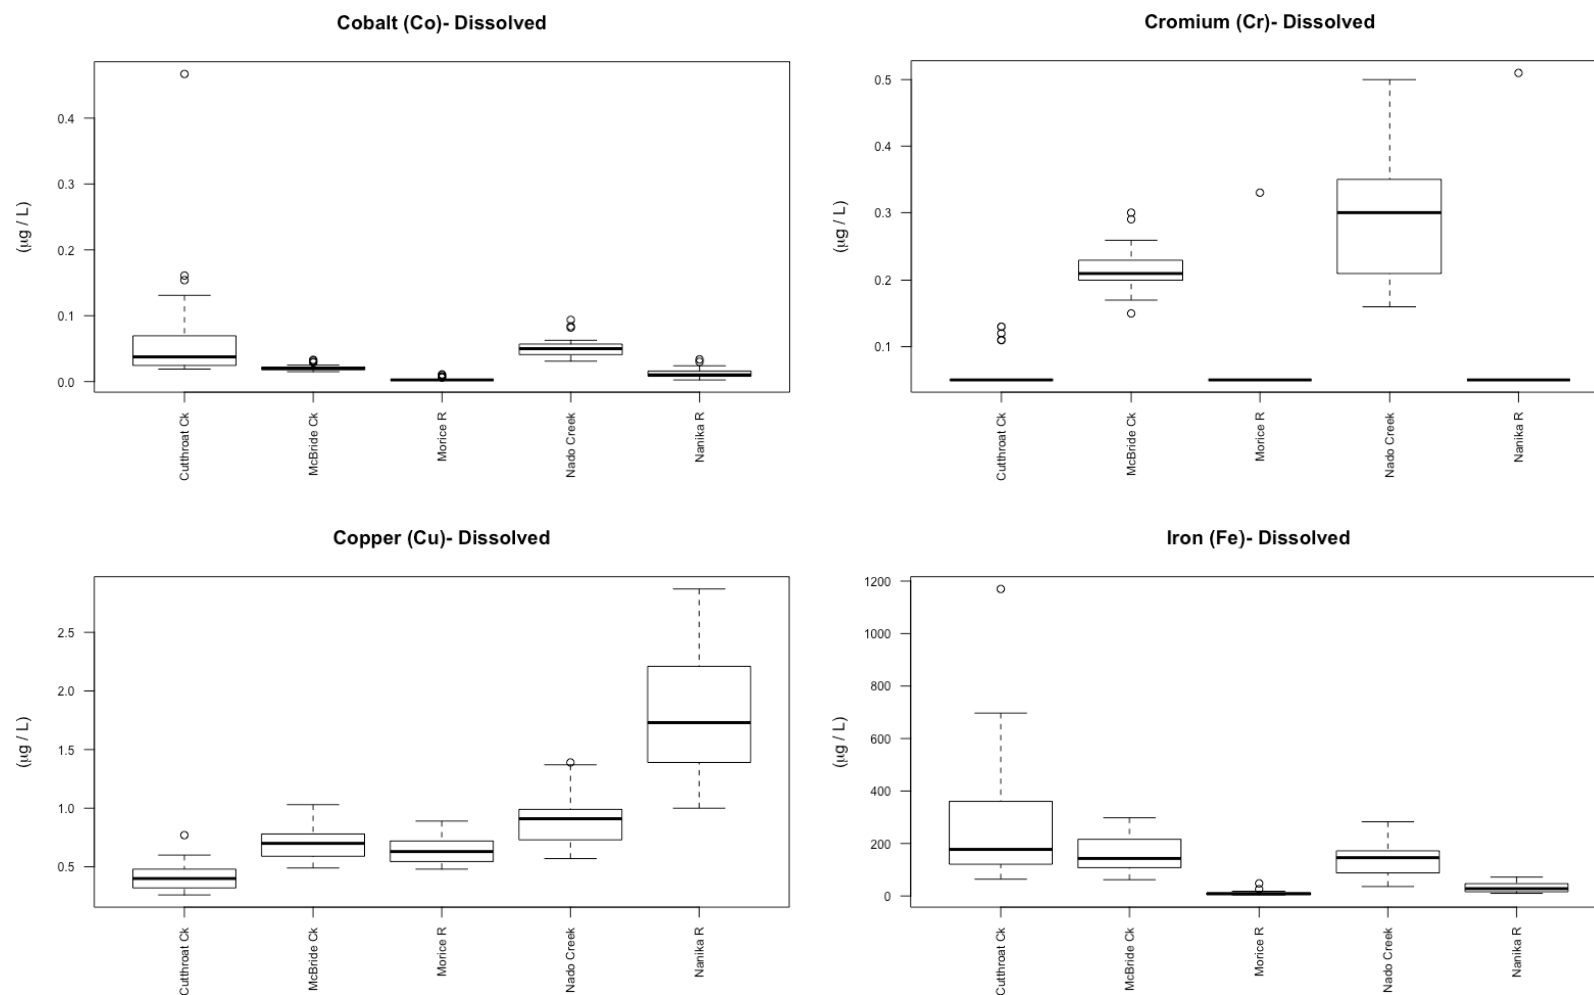 Cobalt (Co)- Dissolved
(μg / L)
0.4
0.3
0.2
0.1
0.0
Cutthroat Ck
McBride Ck
Morice R
Nado Creek
Nanika R
Cromium (Cr)- Dissolved
(μg / L)
0.5
0.4
0.3
0.2
0.1
Cutthroat Ck
McBride Ck
Morice R
Nado Creek
Nanika R
Copper (Cu)- Dissolved
(μg / L)
2.5
2.0
1.5
1.0
0.5
Cutthroat Ck
McBride Ck
Morice R
Nado Creek
Nanika R
Iron (Fe)- Dissolved
(μg / L)
1200
1000
800
600
400
200
0
Cutthroat Ck
McBride Ck
Morice R
Nado Creek
Nanika R